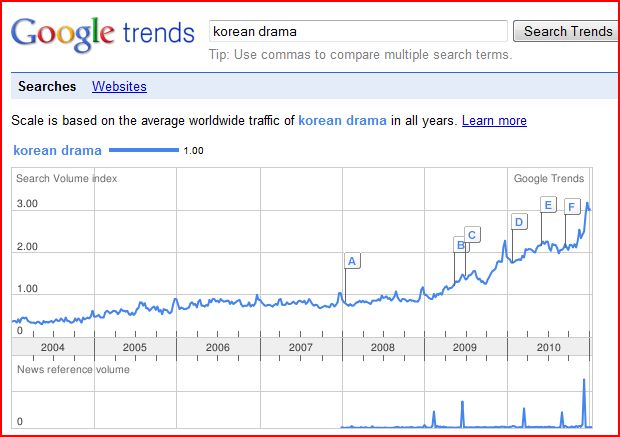 Google trends
korean drama
Search Trends
Tip: Use commas to compare multiple search terms.
Searches Websites
Scale is based on the average worldwide traffic of korean drama in all years. Learn more
korean drama 1.00
Search Volume index
Google Trends
3.00
2.00
1.00
0
A
B
C
D
E
F
2004 2005 2006 2007 2008 2009 2010
News reference volume
0